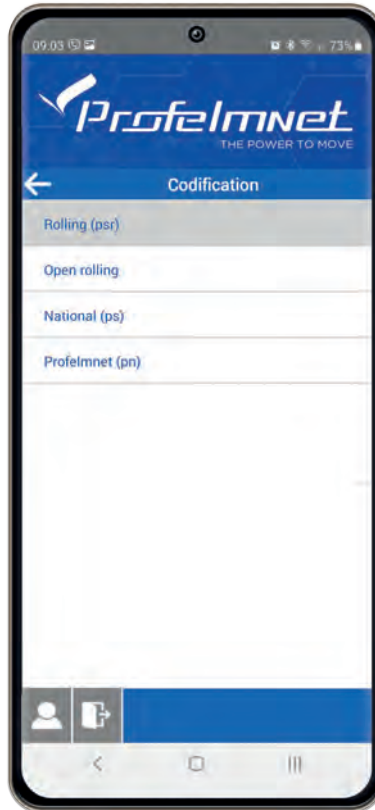 09.03
73%
Profelmnet
THE POWER TO MOVE
Codification
Rolling (psr)
Open rolling
National (ps)
Profelmnet (pn)